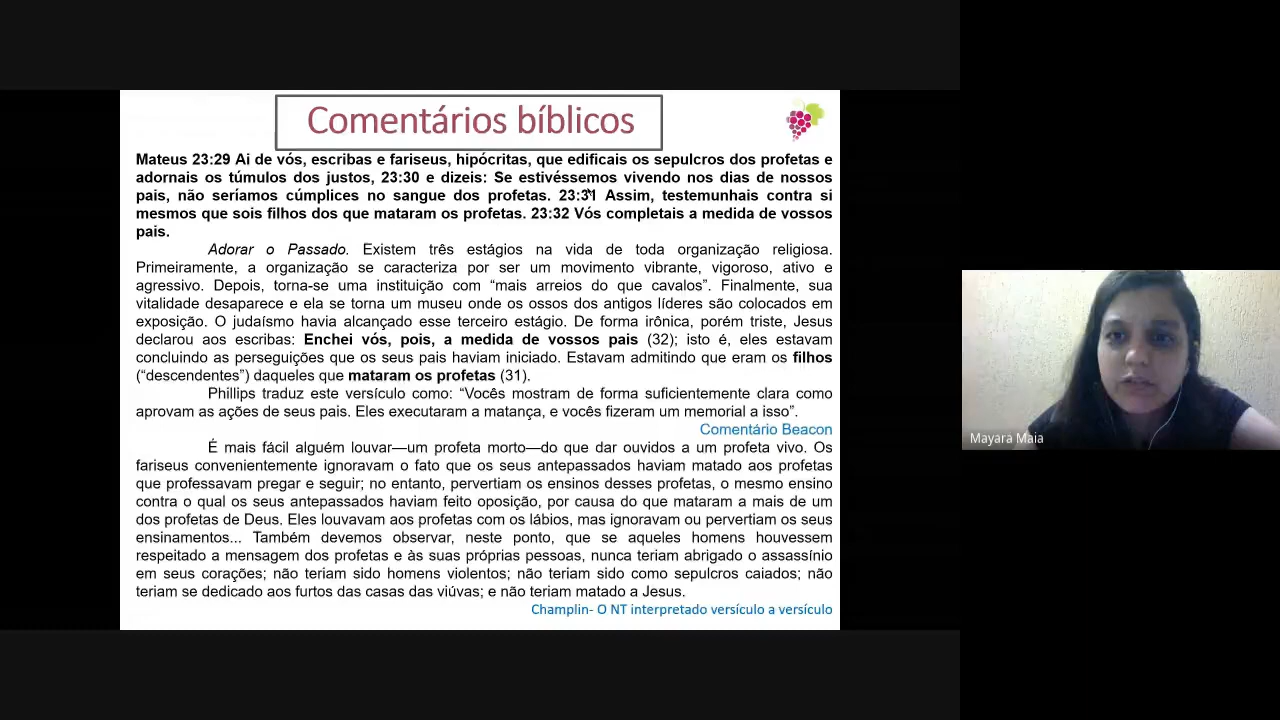 Comentários bíblicos
Mateus 23:29 Ai de vós, escribas e fariseus, hipócritas, que edificais os sepulcros dos profetas e
adornais os túmulos dos justos, 23:30 e dizeis: Se estivéssemos vivendo nos dias de nossos
pais, não seríamos cúmplices no sangue dos profetas. 23:31 Assim, testemunhais contra si
mesmos que sois filhos dos que mataram os profetas. 23:32 Vós completais a medida de vossos
pais.
Adorar o Passado. Existem três estágios na vida de toda organização religiosa.
Primeiramente, a organização se caracteriza por ser um movimento vibrante, vigoroso, ativo e
agressivo. Depois, torna-se uma instituição com “mais arreios do que cavalos”. Finalmente, sua
vitalidade desaparece e ela se torna um museu onde os ossos dos antigos líderes são colocados em
exposição. O judaísmo havia alcançado esse terceiro estágio. De forma irônica, porém triste, Jesus
declarou aos escribas: Enchei vós, pois, a medida de vossos pais (32); isto é, eles estavam
concluindo as perseguições que os seus pais haviam iniciado. Estavam admitindo que eram os filhos
(“descendentes”) daqueles que mataram os profetas (31).
Phillips traduz este versículo como: “Vocês mostram de forma suficientemente clara como
aprovam as ações de seus pais. Eles executaram a matança, e vocês fizeram um memorial a isso”.
Comentário Beacon
É mais fácil alguém louvar—um profeta morto—do que dar ouvidos a um profeta vivo. Os
fariseus convenientemente ignoravam o fato que os seus antepassados haviam matado aos profetas
que professavam pregar e seguir; no entanto, pervertiam os ensinos desses profetas, o mesmo ensino
contra o qual os seus antepassados haviam feito oposição, por causa do que mataram a mais de um
dos profetas de Deus. Eles louvavam aos profetas com os lábios, mas ignoravam ou pervertiam os seus
ensinamentos... Também devemos observar, neste ponto, que se aqueles homens houvessem
respeitado a mensagem dos profetas e às suas próprias pessoas, nunca teriam abrigado o assassínio
em seus corações; não teriam sido homens violentos; não teriam sido como sepulcros caiados; não
teriam se dedicado aos furtos das casas das viúvas; e não teriam matado a Jesus.
Champlin- O NT interpretado versículo a versículo
Mayara Maia